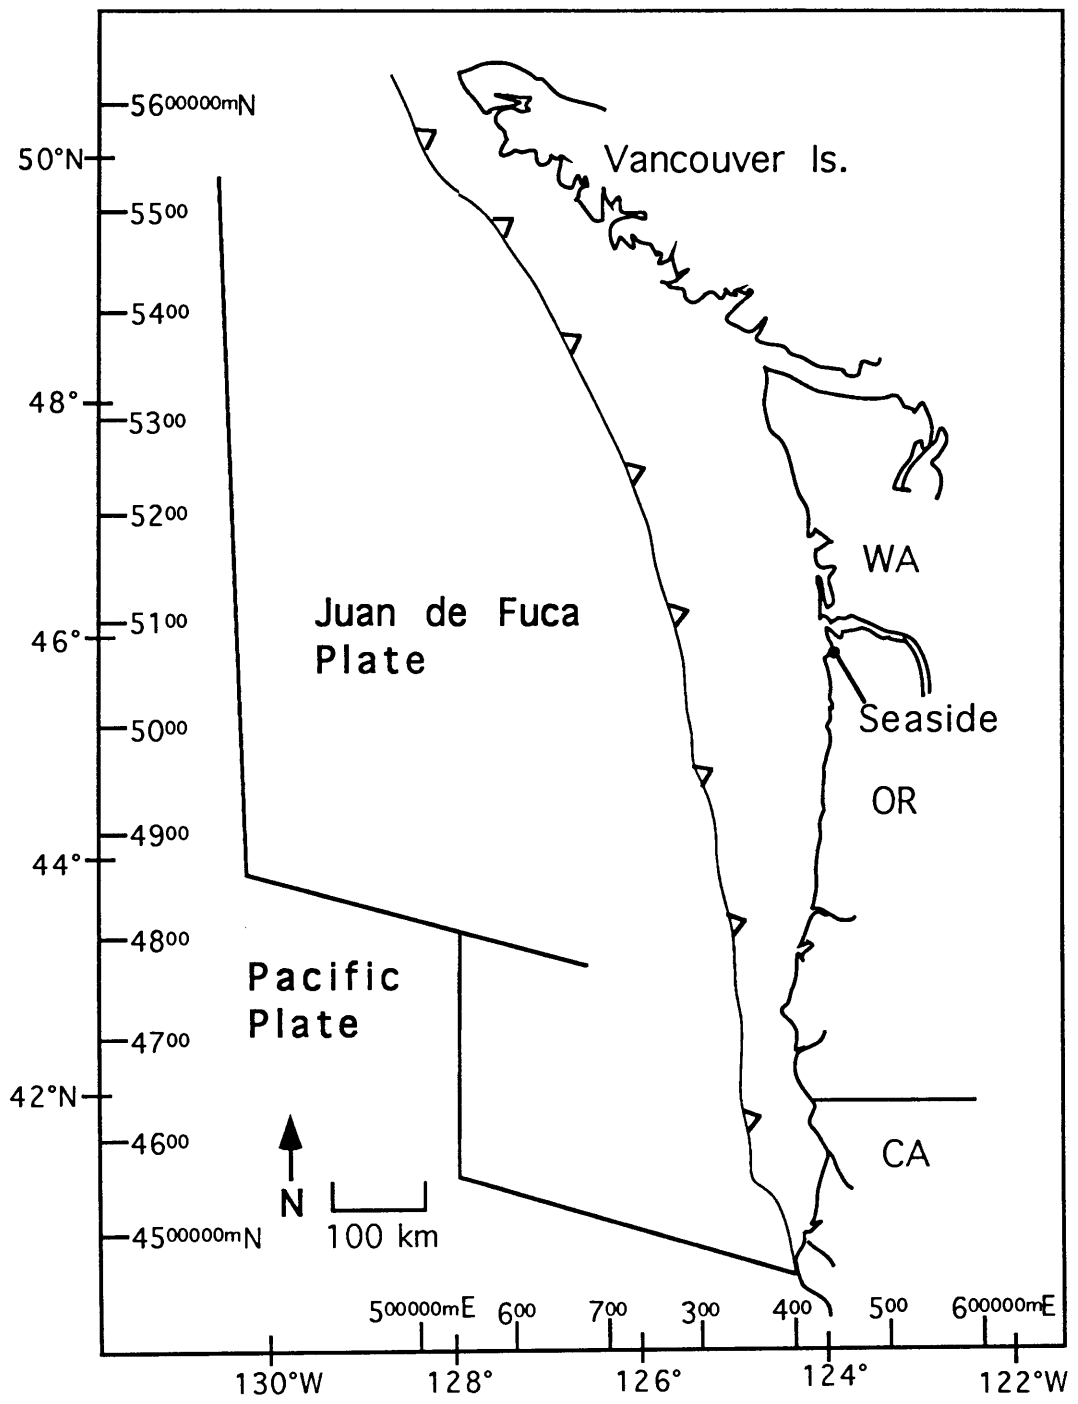 5600000mN
50°N
Vancouver Is.
5500
5400
48°
5300
5200
WA
Juan de Fuca
Plate
5100
46°
Seaside
5000
OR
4900
44°
4800
Pacific
Plate
4700
42°N
4600
CA
N
100 km
4500000mN
500000mE 600 700 300 400 500 600000mE
130°W 128° 126° 124° 122°W